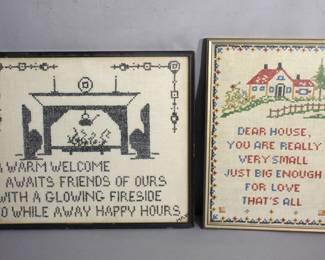 A WARM WELCOME
AWAITS FRIENDS OF OURS
WITH A GLOWING FIRESIDE
TO WHILE AWAY HAPPY HOURS
DEAR HOUSE,
YOU ARE REALLY
VERY SMALL
JUST BIG ENOUGH
FOR LOVE
THAT'S ALL